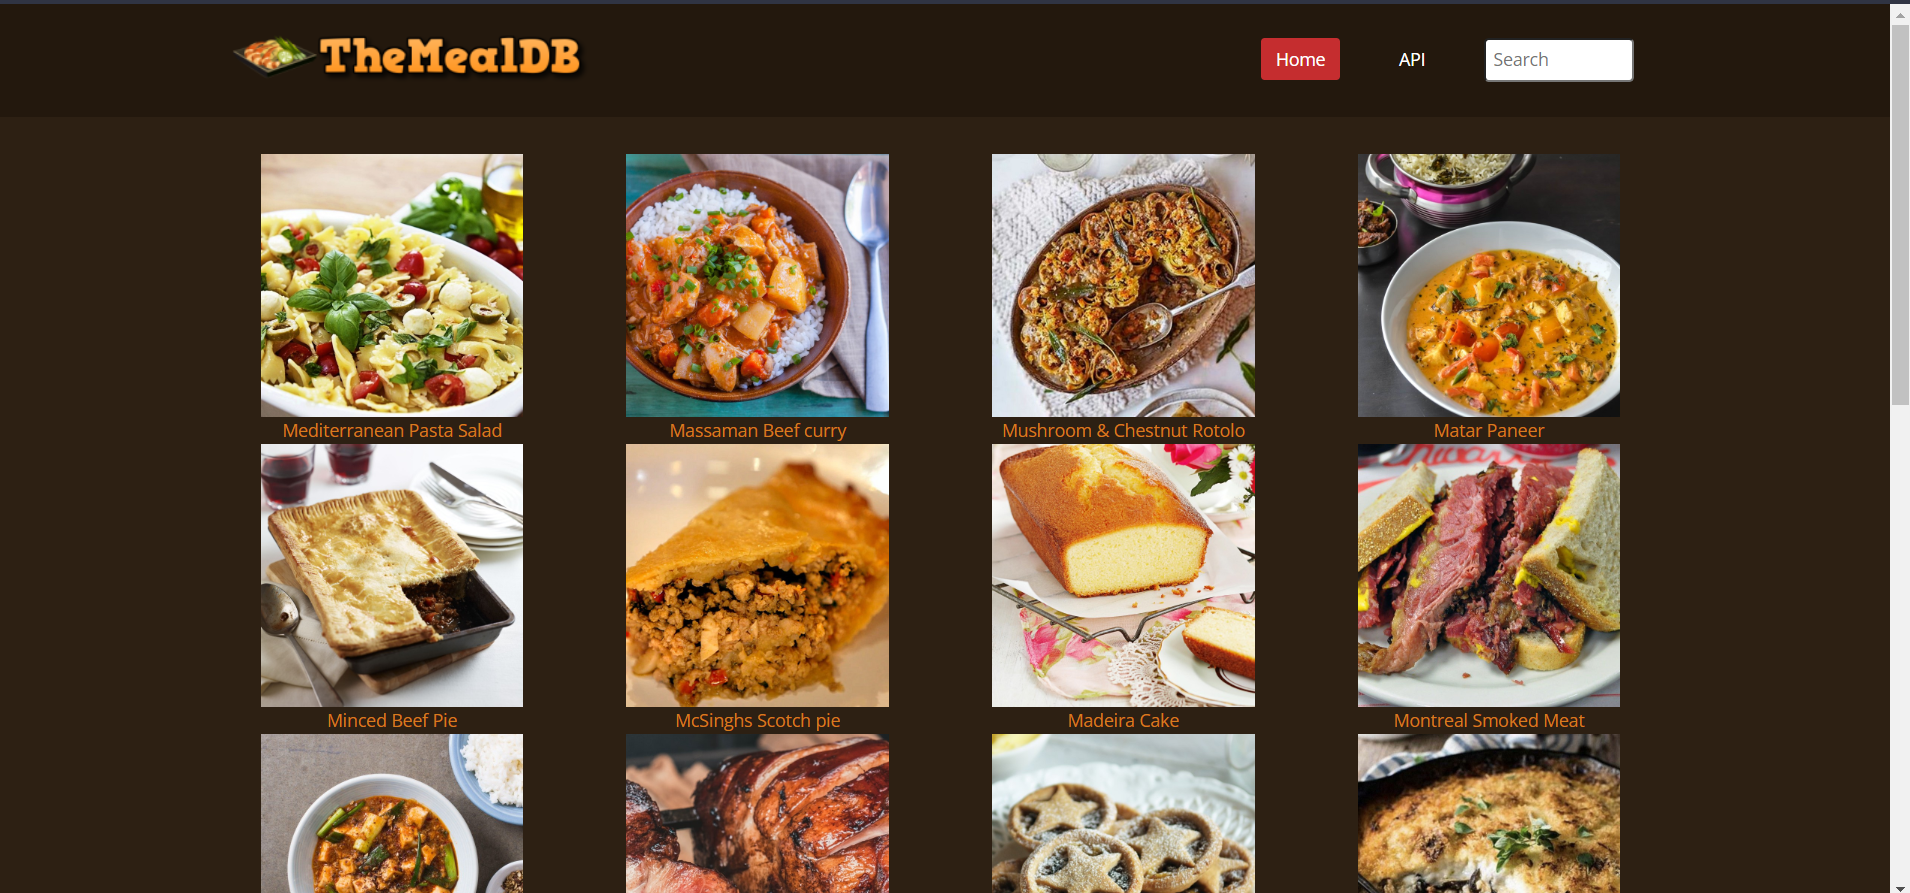 TheMealDB
Home
API
Search
Mediterranean Pasta Salad
Massaman Beef curry
Mushroom & Chestnut Rotolo
Matar Paneer
Minced Beef Pie
McSinghs Scotch pie
Madeira Cake
Montreal Smoked Meat